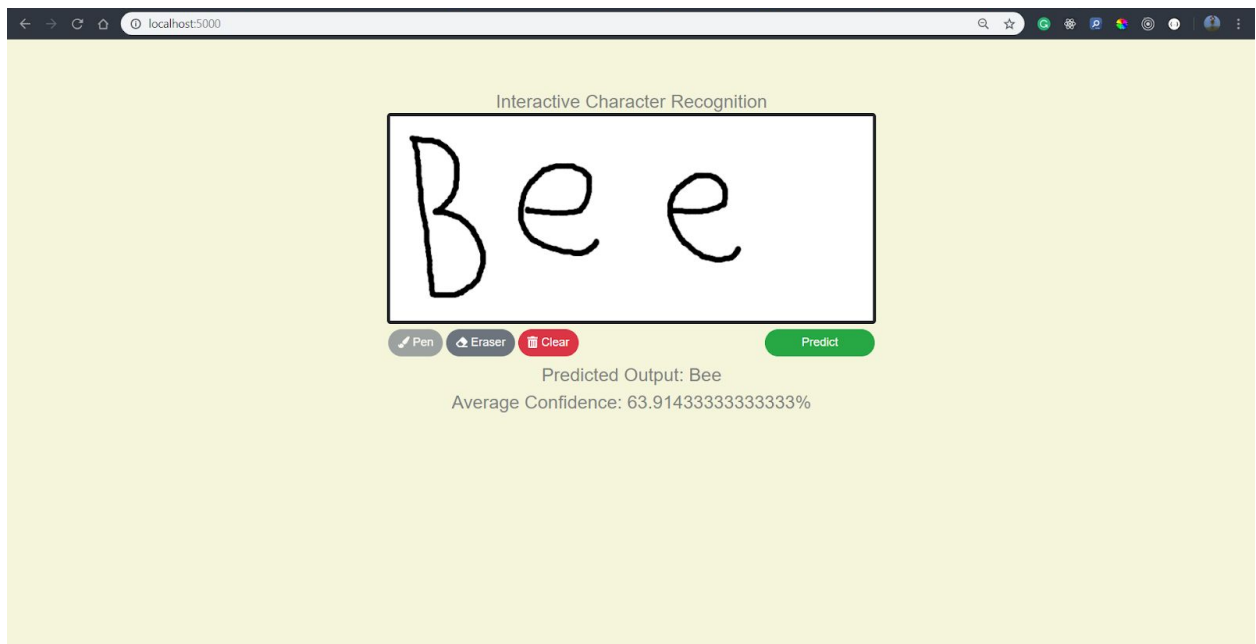 localhost:5000
Interactive Character Recognition
Bee
Pen Eraser Clear Predict
Predicted Output: Bee
Average Confidence: 63.91433333333333%